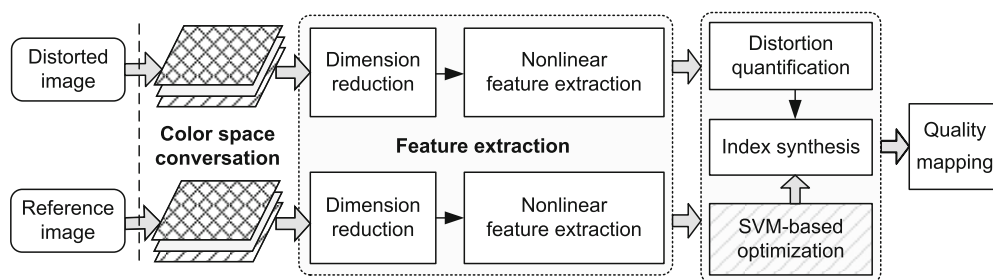 Distorted
image
Color space
conversation
Reference
image
Dimension
reduction
Nonlinear
feature extraction
Feature extraction
Dimension
reduction
Nonlinear
feature extraction
Distortion
quantification
Index synthesis
SVM-based
optimization
Quality
mapping